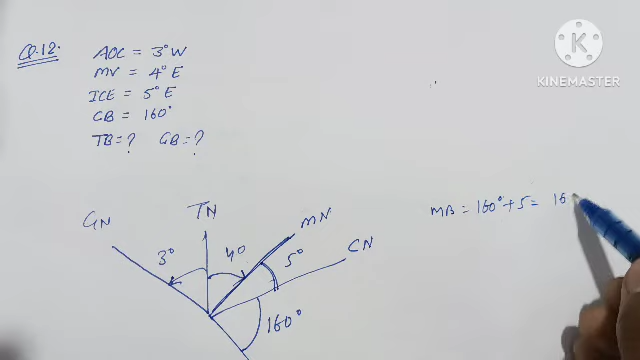 Q.12.
AOC = 3° W
MV = 4° E
ICE = 5° E
CB = 160°
TB = ? GB = ?
KINEMASTER
GN
TN
MN
CN
3°
4°
5°
160°
MB = 160° + 5 = 16